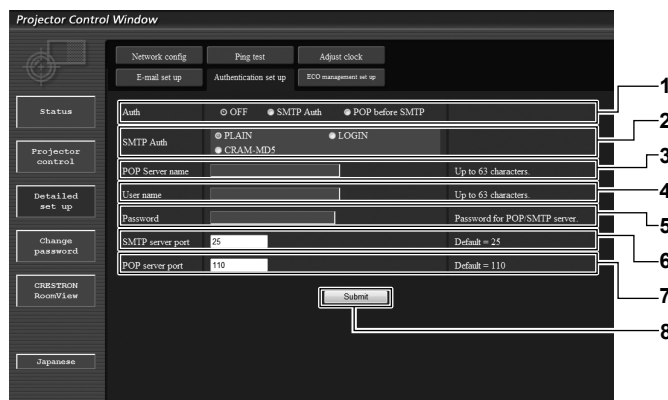 Projector Control Window
Network config Ping test Adjust clock
E-mail set up Authentication set up ECO management set up
Status
Projector control
Detailed set up
Change password
CRESTRON RoomView
Japanese
Auth OFF SMTP Auth POP before SMTP 1
SMTP Auth PLAIN LOGIN 2
CRAM-MD5
POP Server name Up to 63 characters. 3
User name Up to 63 characters. 4
Password Password for POP/SMTP server. 5
SMTP server port 25 Default = 25 6
POP server port 110 Default = 110 7
Submit 8